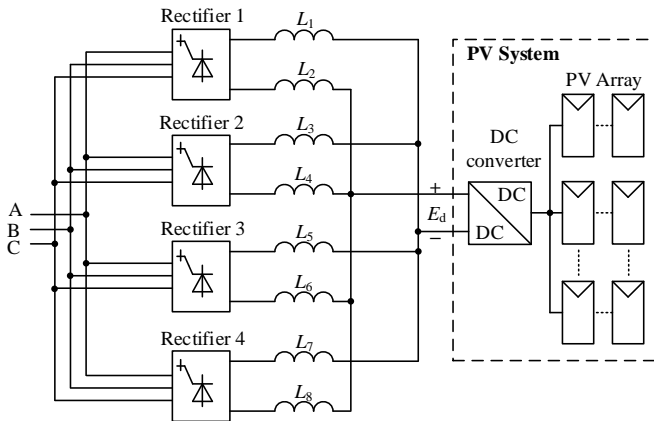 Rectifier 1
L1
L2
Rectifier 2
L3
L4
A
B
C
Rectifier 3
L5
L6
Rectifier 4
L7
L8
+
Ed
−
PV System
PV Array
DC
converter
DC
DC